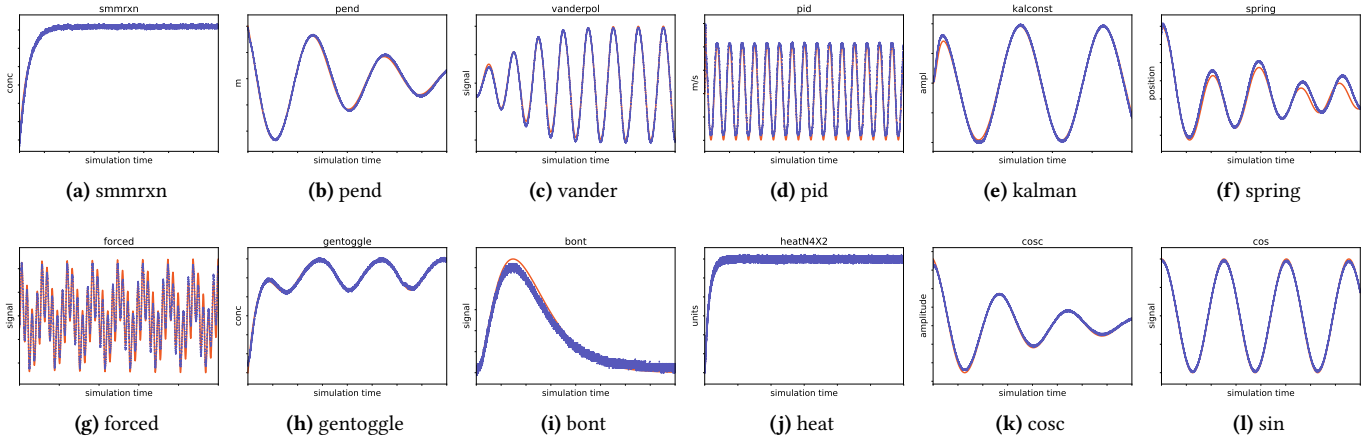 smmrxn
conc
simulation time
(a) smmrxn
pend
m
simulation time
(b) pend
vanderpol
signal
simulation time
(c) vander
pid
m/s
simulation time
(d) pid
kalconst
ampl
simulation time
(e) kalman
spring
position
simulation time
(f) spring
forced
signal
simulation time
(g) forced
gentoggle
conc
simulation time
(h) gentoggle
bont
signal
simulation time
(i) bont
heatN4X2
units
simulation time
(j) heat
cosc
amplitude
simulation time
(k) cosc
cos
signal
simulation time
(l) sin